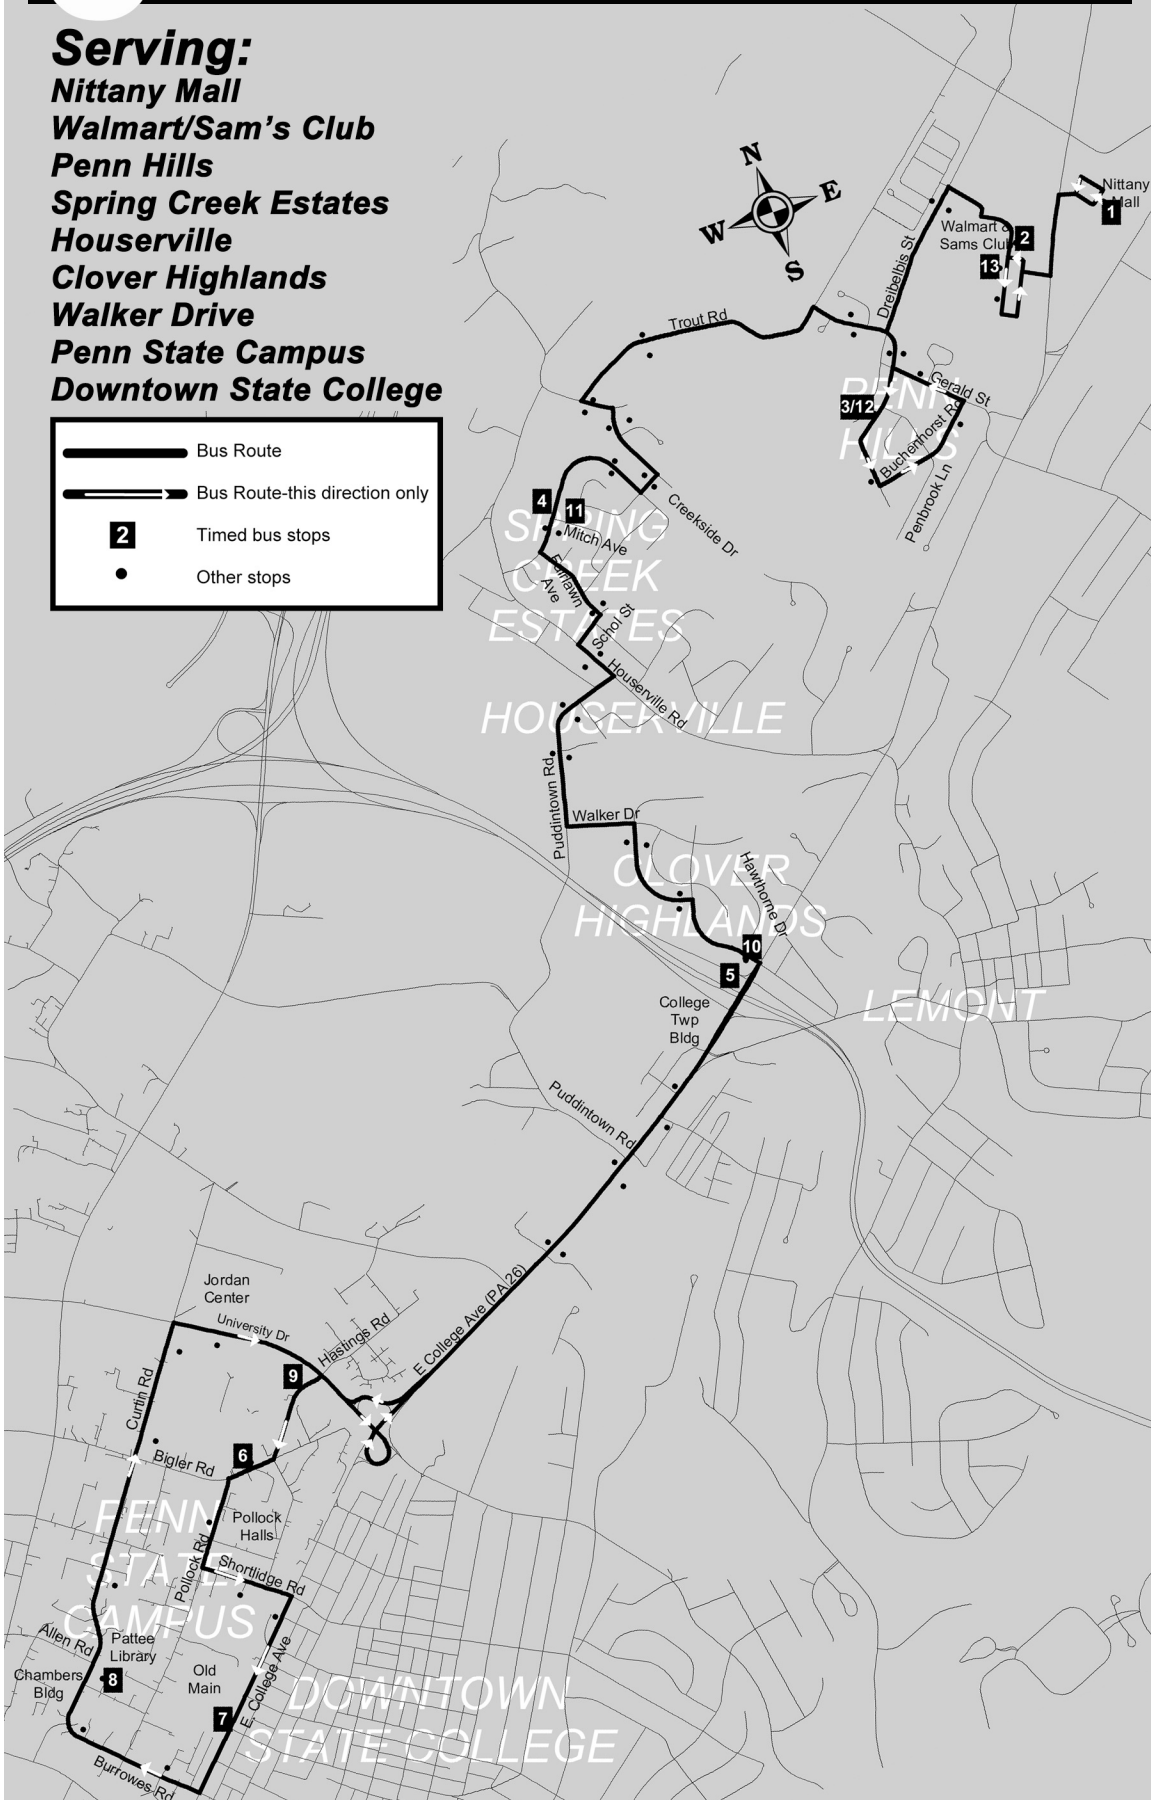 Serving:
Nittany Mall
Walmart/Sam's Club
Penn Hills
Spring Creek Estates
Houserville
Clover Highlands
Walker Drive
Penn State Campus
Downtown State College
Bus Route
Bus Route-this direction only
2
Timed bus stops
Other stops
N
E
W
S
Nittany
Mall
1
Walmart &
Sams Club
2
13
Dreibelbis St
Trout Rd
PENN
HILLS
Gerald St
3/12
Buchenhorst Rd
Penbrook Ln
4
11
Creekside Dr
SPRING
CREEK
ESTATES
Mitch Ave
Fairlawn
Ave
Schol St
Houserville Rd
HOUSERVILLE
Puddintown Rd
Walker Dr
CLOVER
HIGHLANDS
Hawthorne Dr
10
5
College
Twp
Bldg
LEMONT
Puddintown Rd
E College Ave (PA 26)
Jordan
Center
University Dr
Hastings Rd
9
Curtin Rd
6
Bigler Rd
PENN
STATE
CAMPUS
Pollock
Halls
Pollock Rd
Shortlidge Rd
Allen Rd
Pattee
Library
Chambers
Bldg
8
Old
Main
7
E. College Ave
DOWNTOWN
STATE COLLEGE
Burrowes Rd